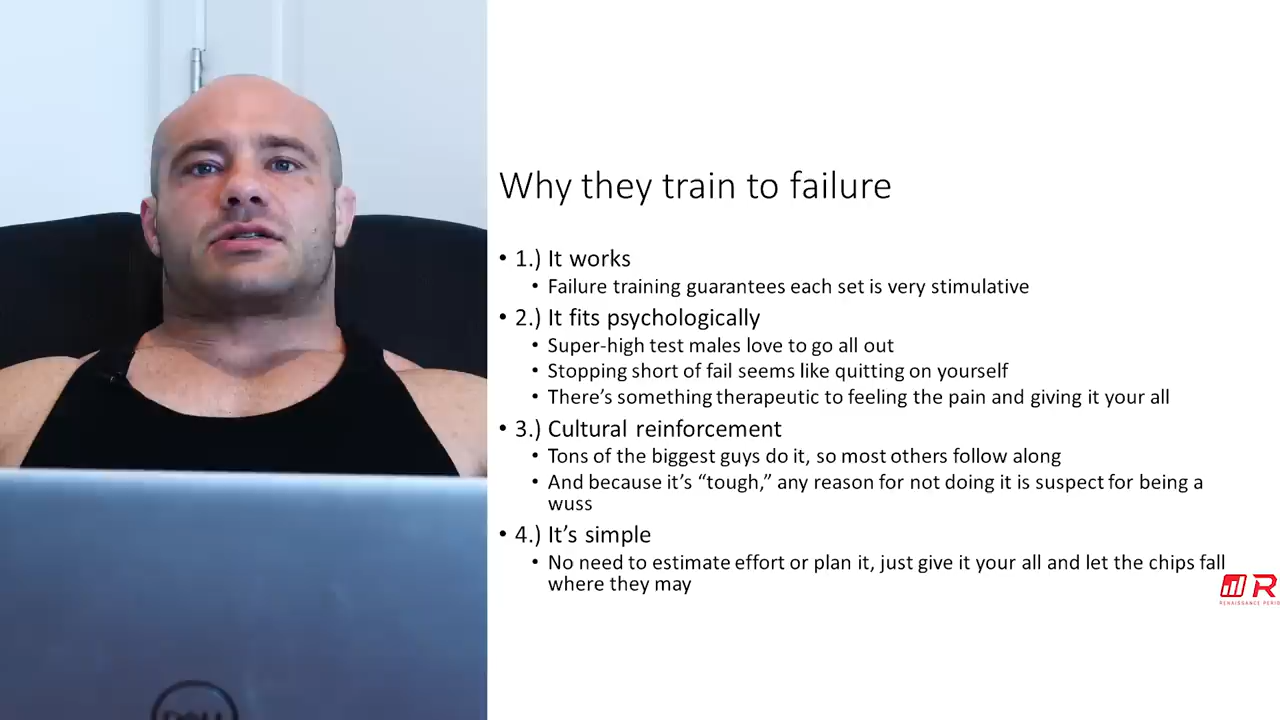 Why they train to failure
• 1.) It works
• Failure training guarantees each set is very stimulative
• 2.) It fits psychologically
• Super-high test males love to go all out
• Stopping short of fail seems like quitting on yourself
• There's something therapeutic to feeling the pain and giving it your all
• 3.) Cultural reinforcement
• Tons of the biggest guys do it, so most others follow along
• And because it's “tough,” any reason for not doing it is suspect for being a
wuss
• 4.) It's simple
• No need to estimate effort or plan it, just give it your all and let the chips fall
where they may
R
RENAISSANCE PERIO
DELL